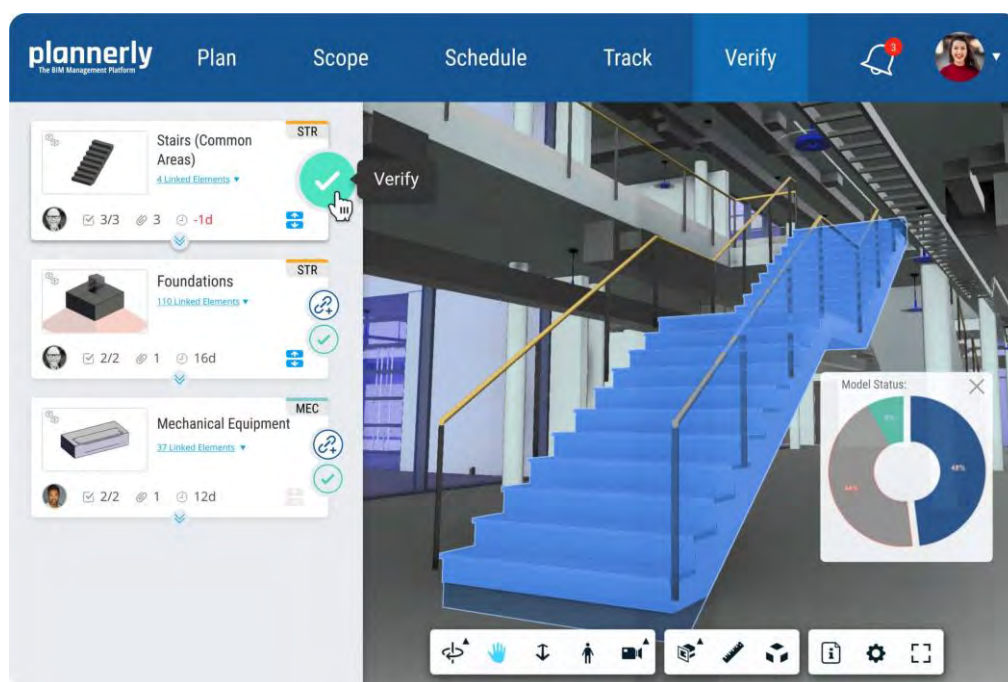 plannerly
The BIM Management Platform
Plan
Scope
Schedule
Track
Verify
3
STR
Stairs (Common
Areas)
4 Linked Elements
Verify
3/3
3
-1d
STR
Foundations
110 Linked Elements
2/2
1
16d
MEC
Mechanical Equipment
37 Linked Elements
2/2
1
12d
Model Status:
48%
44%